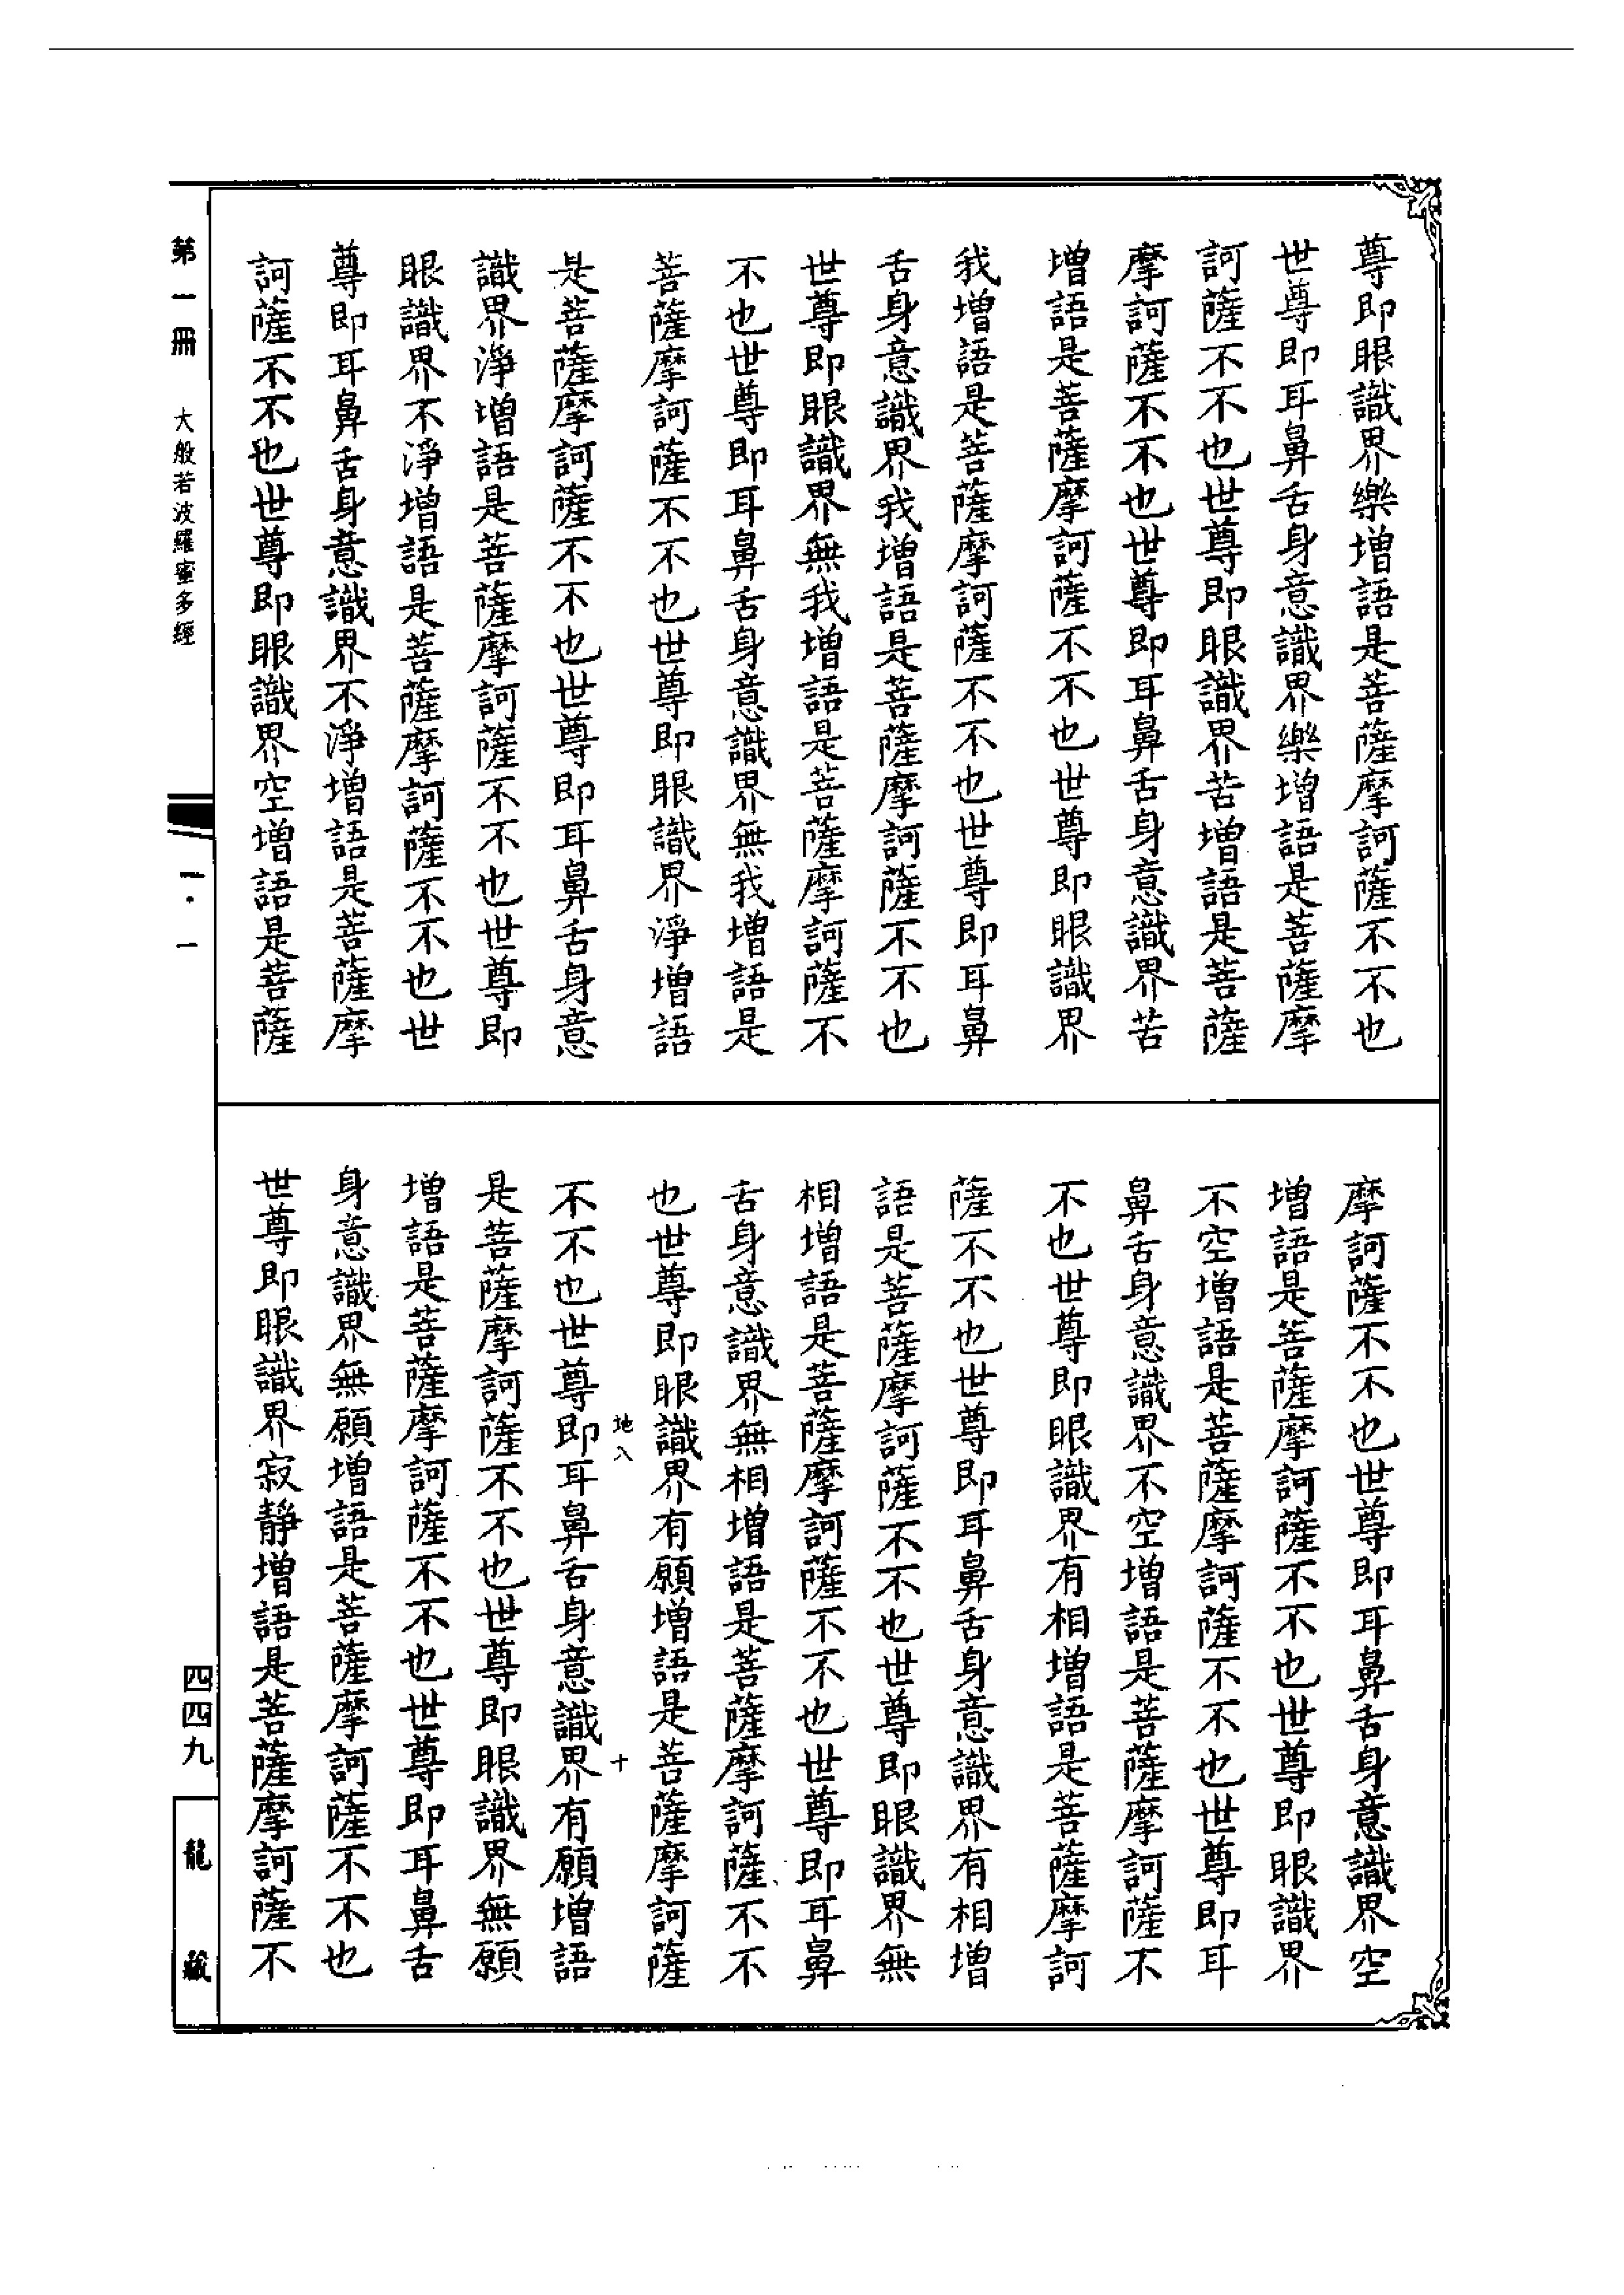 尊即眼識界樂增語是菩薩摩訶薩不不也
世尊即耳鼻舌身意識界樂增語是菩薩摩
訶薩不不也世尊即眼識界苦增語是菩薩
摩訶薩不不也世尊即耳鼻舌身意識界苦
增語是菩薩摩訶薩不不也世尊即眼識界
我增語是菩薩摩訶薩不不也世尊即耳鼻
舌身意識界我增語是菩薩摩訶薩不不也
世尊即眼識界無我增語是菩薩摩訶薩不
不也世尊即耳鼻舌身意識界無我增語是
菩薩摩訶薩不不也世尊即眼識界淨增語
是菩薩摩訶薩不不也世尊即耳鼻舌身意
識界淨增語是菩薩摩訶薩不不也世尊即
眼識界不淨增語是菩薩摩訶薩不不也世
尊即耳鼻舌身意識界不淨增語是菩薩摩
訶薩不不也世尊即眼識界空增語是菩薩
摩訶薩不不也世尊即耳鼻舌身意識界空
增語是菩薩摩訶薩不不也世尊即眼識界
不空增語是菩薩摩訶薩不不也世尊即耳
鼻舌身意識界不空增語是菩薩摩訶薩不
不也世尊即眼識界有相增語是菩薩摩訶
薩不不也世尊即耳鼻舌身意識界有相增
語是菩薩摩訶薩不不也世尊即眼識界無
相增語是菩薩摩訶薩不不也世尊即耳鼻
舌身意識界無相增語是菩薩摩訶薩不不
也世尊即眼識界有願增語是菩薩摩訶薩
地八 十
不不也世尊即耳鼻舌身意識界有願增語
是菩薩摩訶薩不不也世尊即眼識界無願
增語是菩薩摩訶薩不不也世尊即耳鼻舌
身意識界無願增語是菩薩摩訶薩不不也
世尊即眼識界寂靜增語是菩薩摩訶薩不
第一冊 大般若波羅蜜多經 一·一 四四九 龍藏